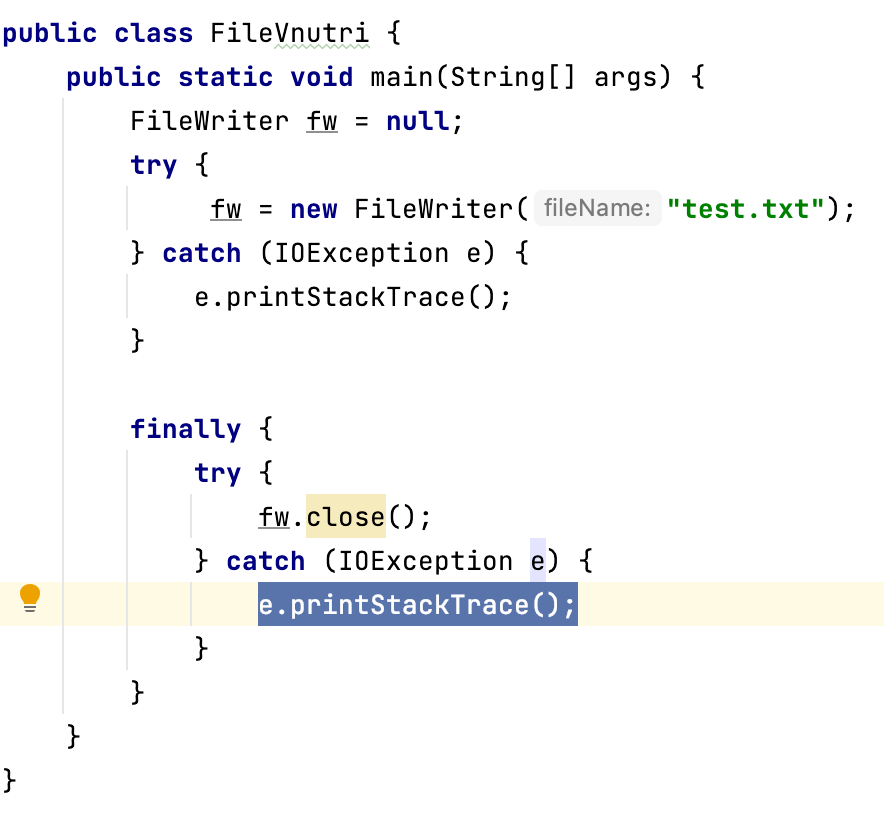 public class FileVnutri {
    public static void main(String[] args) {
        FileWriter fw = null;
        try {
             fw = new FileWriter( fileName: "test.txt");
        } catch (IOException e) {
            e.printStackTrace();
        }
        finally {
            try {
                fw.close();
            } catch (IOException e) {
                e.printStackTrace();
            }
        }
    }
}